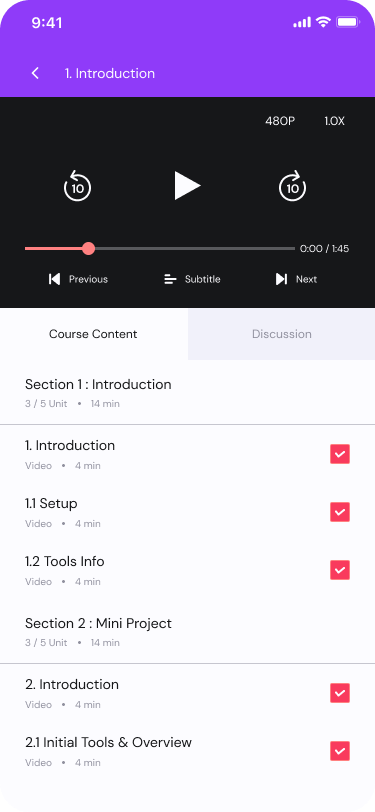 9:41
1. Introduction
480P 1.0X
10 10
0:00 / 1:45
Previous Subtitle Next
Course Content Discussion
Section 1 : Introduction
3 / 5 Unit • 14 min
1. Introduction
Video • 4 min
1.1 Setup
Video • 4 min
1.2 Tools Info
Video • 4 min
Section 2 : Mini Project
3 / 5 Unit • 14 min
2. Introduction
Video • 4 min
2.1 Initial Tools & Overview
Video • 4 min